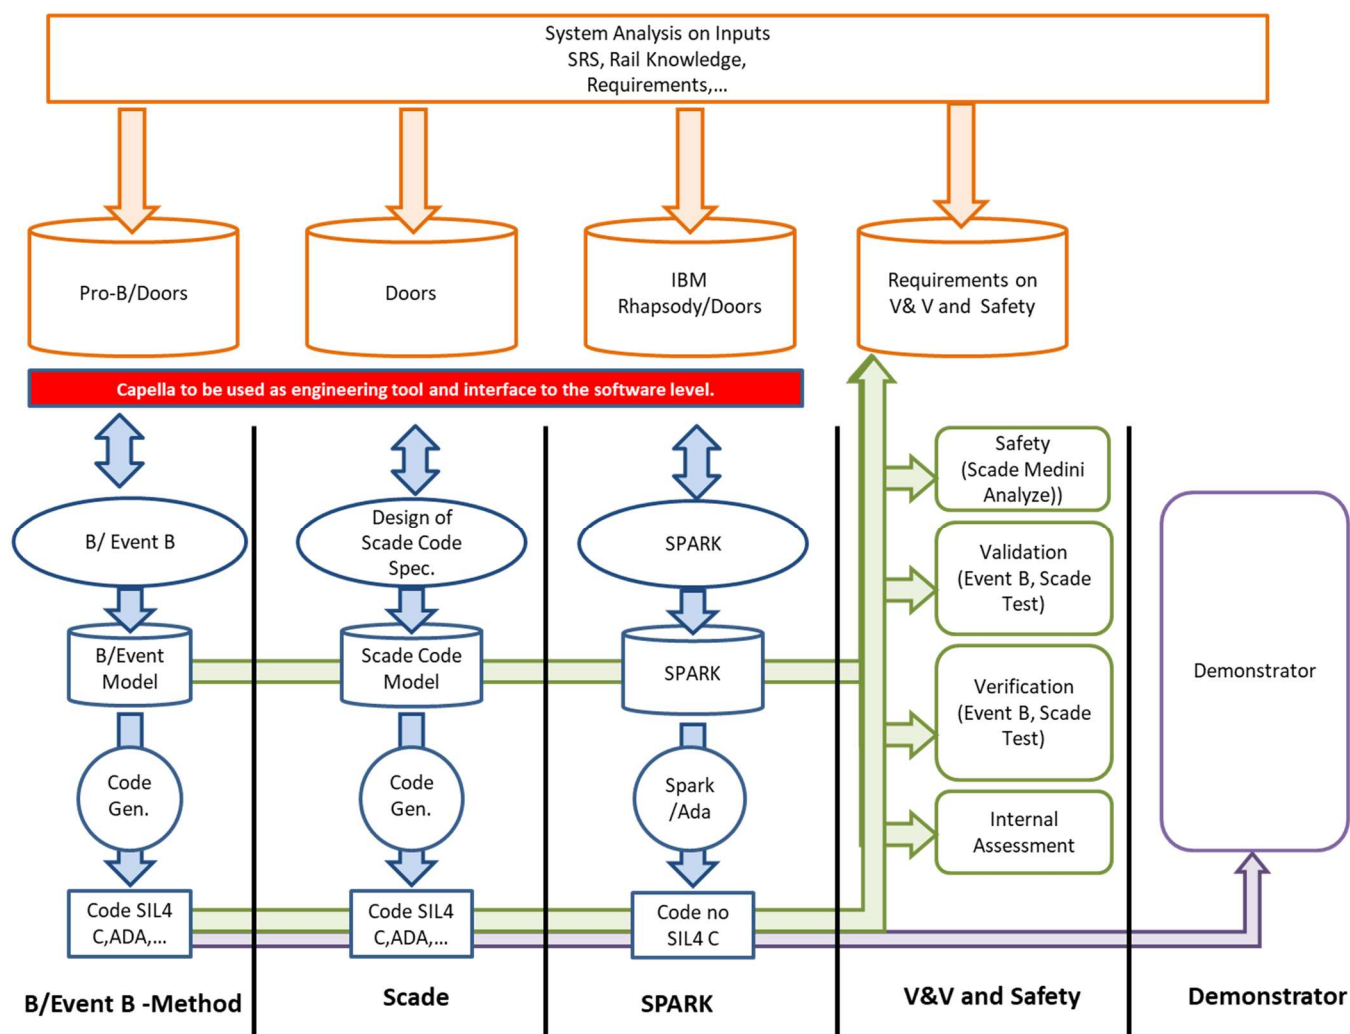 System Analysis on Inputs
SRS, Rail Knowledge,
Requirements,...
Pro-B/Doors
Doors
IBM
Rhapsody/Doors
Requirements on
V& V and Safety
Capella to be used as engineering tool and interface to the software level.
B/ Event B
Design of
Scade Code
Spec.
SPARK
Safety
(Scade Medini
Analyze))
Validation
(Event B, Scade
Test)
B/Event
Model
Scade Code
Model
SPARK
Verification
(Event B, Scade
Test)
Demonstrator
Code
Gen.
Code
Gen.
Spark
/Ada
Internal
Assessment
Code SIL4
C,ADA,...
Code SIL4
C,ADA,...
Code no
SIL4 C
B/Event B -Method
Scade
SPARK
V&V and Safety
Demonstrator